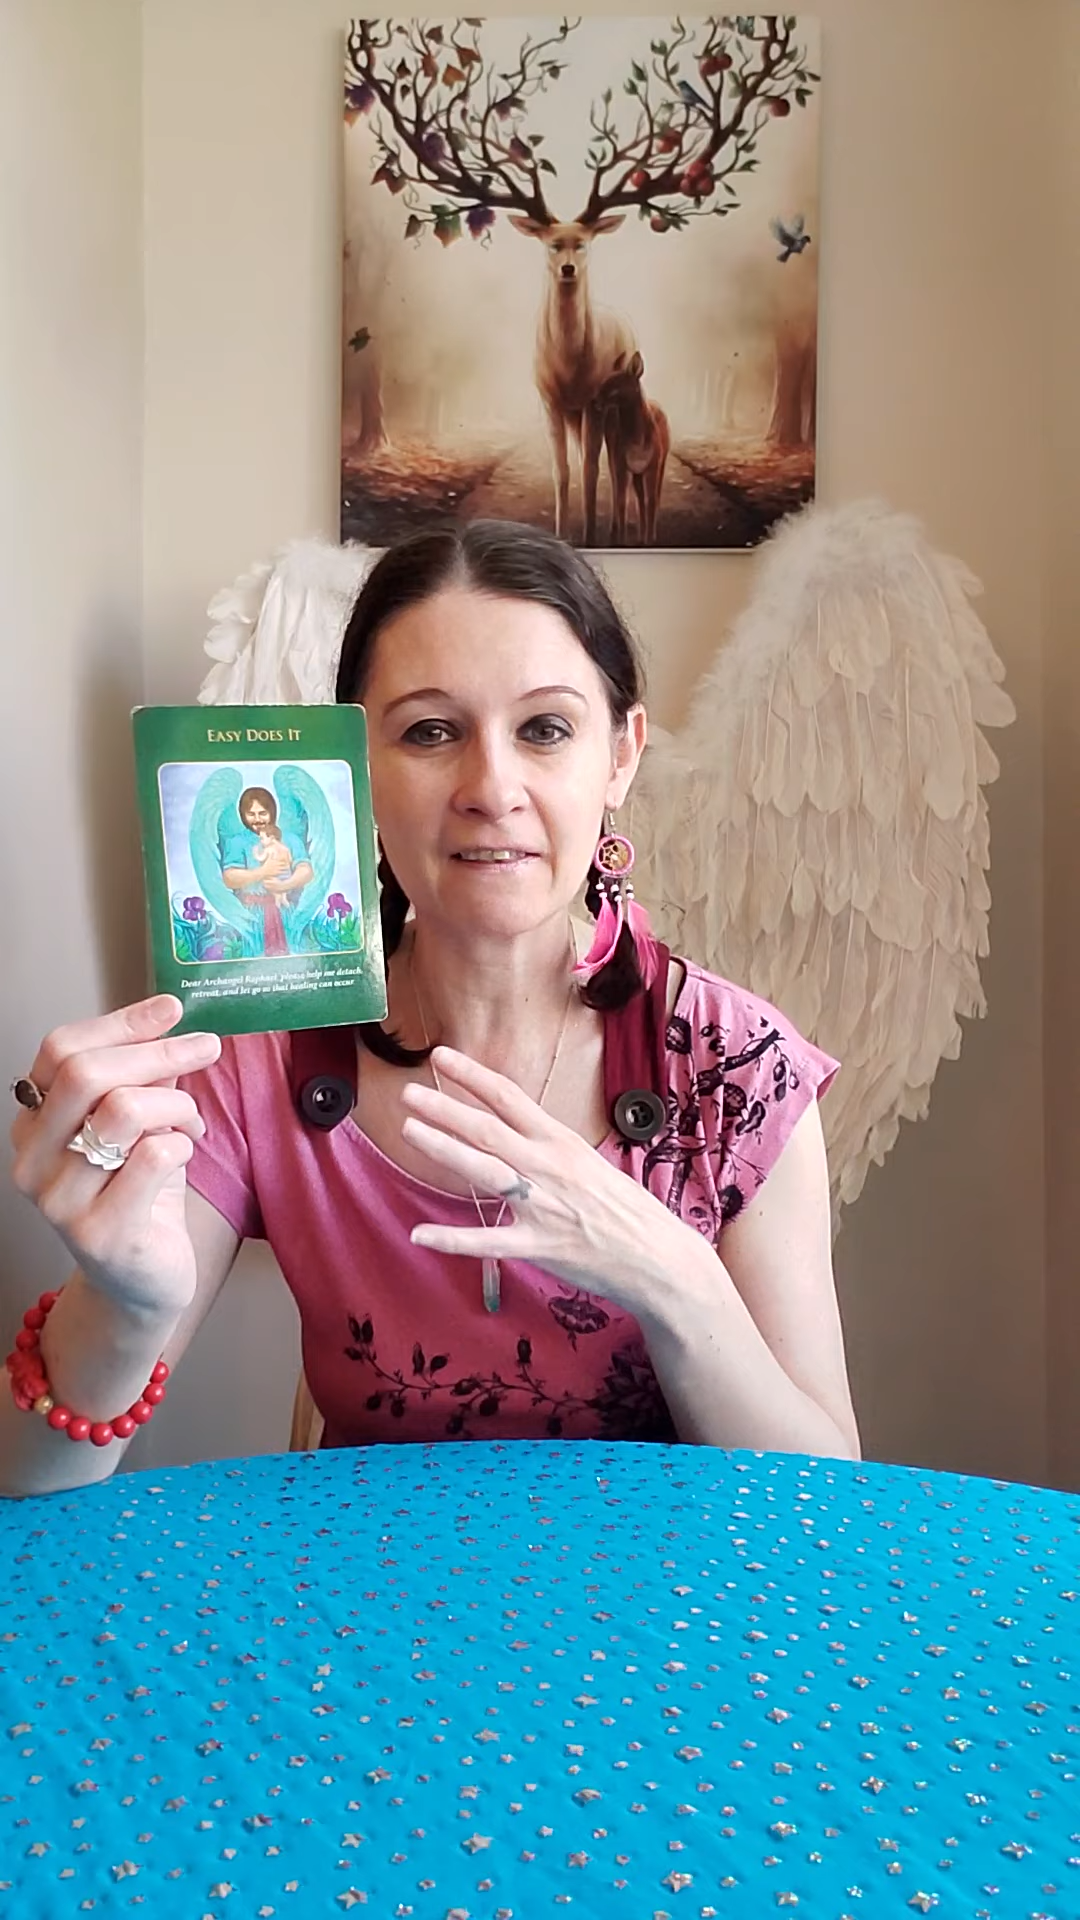 EASY DOES IT
Dear Archangel Raphael, please help me detach,
retreat, and let go so that healing can occur.